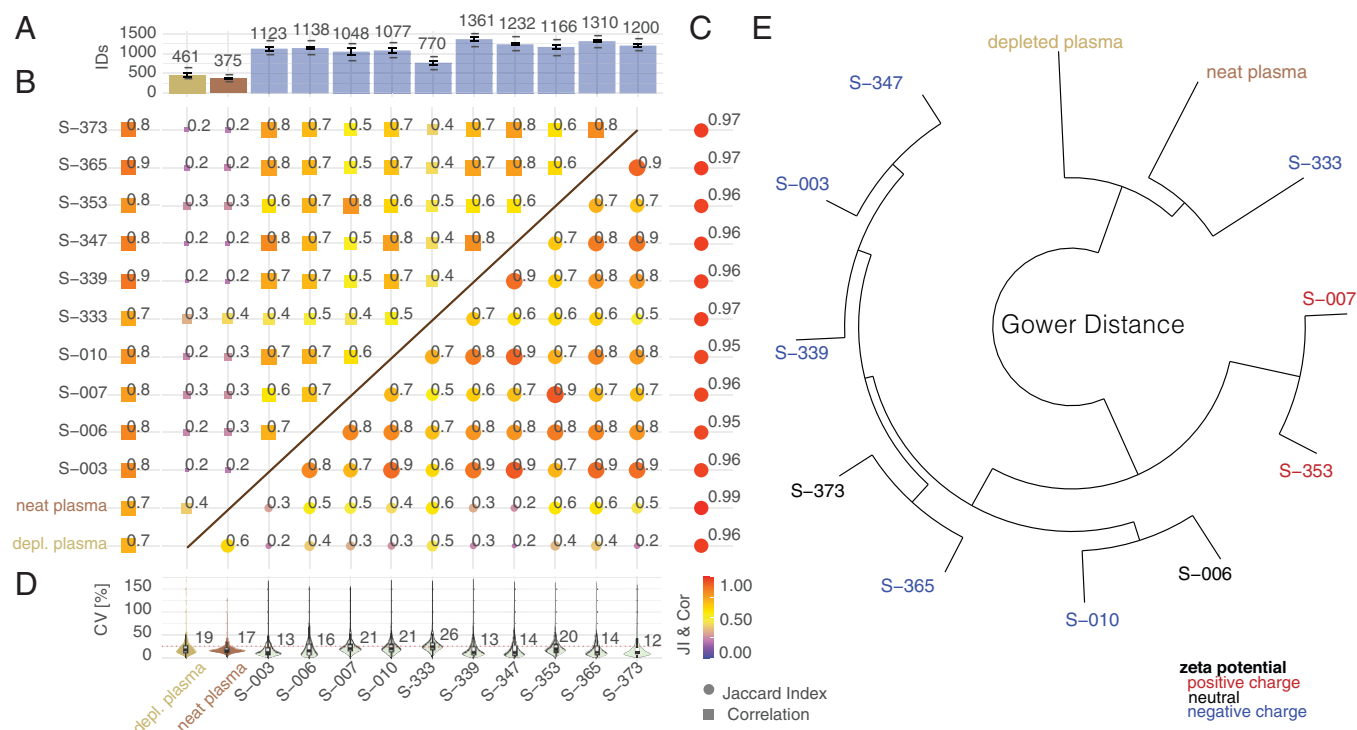 A
C
E
IDs
1500
1000
500
0
461 375 1123 1138 1048 1077 770 1361 1232 1166 1310 1200
B
S-373 0.8 0.2 0.2 0.8 0.7 0.5 0.7 0.4 0.7 0.8 0.6 0.8 0.97
S-365 0.9 0.2 0.2 0.8 0.7 0.5 0.7 0.4 0.7 0.8 0.6 0.9 0.97
S-353 0.8 0.3 0.3 0.6 0.7 0.8 0.6 0.5 0.6 0.6 0.7 0.7 0.96
S-347 0.8 0.2 0.2 0.8 0.7 0.5 0.8 0.4 0.8 0.7 0.8 0.9 0.96
S-339 0.9 0.2 0.2 0.7 0.7 0.5 0.7 0.4 0.9 0.7 0.8 0.8 0.96
S-333 0.7 0.3 0.4 0.4 0.5 0.4 0.5 0.7 0.6 0.6 0.6 0.5 0.97
S-010 0.8 0.2 0.3 0.7 0.7 0.6 0.7 0.8 0.9 0.7 0.8 0.8 0.95
S-007 0.8 0.3 0.3 0.6 0.7 0.7 0.5 0.6 0.7 0.9 0.7 0.7 0.96
S-006 0.8 0.2 0.3 0.7 0.8 0.8 0.7 0.8 0.8 0.8 0.8 0.8 0.95
S-003 0.8 0.2 0.2 0.8 0.7 0.9 0.6 0.9 0.9 0.7 0.9 0.9 0.96
neat plasma 0.7 0.4 0.3 0.5 0.5 0.5 0.6 0.3 0.2 0.6 0.6 0.5 0.99
depl. plasma 0.7 0.6 0.2 0.4 0.3 0.3 0.5 0.2 0.2 0.4 0.4 0.2 0.96
D
CV [%]
150
100
50
0
19 17 13 16 21 21 26 13 14 20 14 12
depl. plasma
neat plasma
S-003
S-006
S-007
S-010
S-333
S-339
S-347
S-353
S-365
S-373
JI & Cor
1.00
0.50
0.00
Jaccard Index
Correlation
depleted plasma
neat plasma
S-347
S-333
S-003
S-007
Gower Distance
S-339
S-353
S-373
S-006
S-365
S-010
zeta potential
positive charge
neutral
negative charge